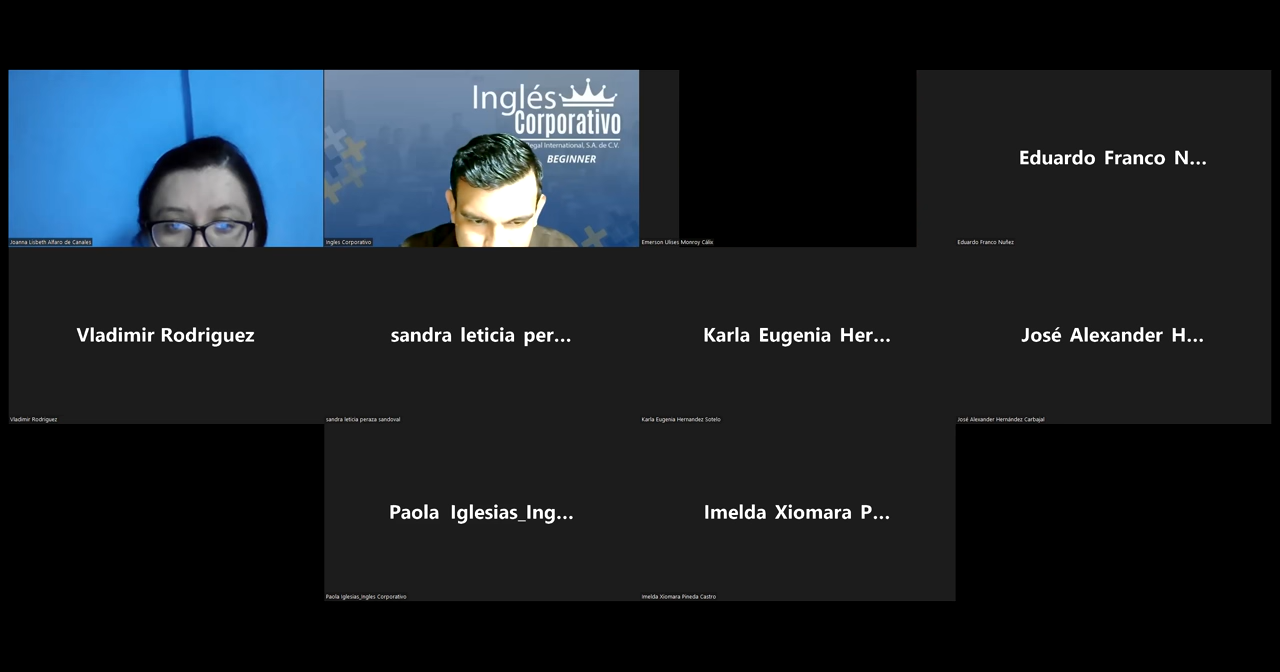 Inglés
Corporativo
egal International, S.A. de C.V.
BEGINNER
Joanna Lisbeth Alfaro de Canales
Ingles Corporativo
Emerson Ulises Monroy Cálix
Eduardo Franco N...
Eduardo Franco Nuñez
Vladimir Rodriguez
sandra leticia per...
Karla Eugenia Her...
José Alexander H...
Vladimir Rodriguez
sandra leticia peraza sandoval
Karla Eugenia Hernandez Sotelo
José Alexander Hernández Carbajal
Paola Iglesias_Ing...
Imelda Xiomara P...
Paola Iglesias_Ingles Corporativo
Imelda Xiomara Pineda Castro